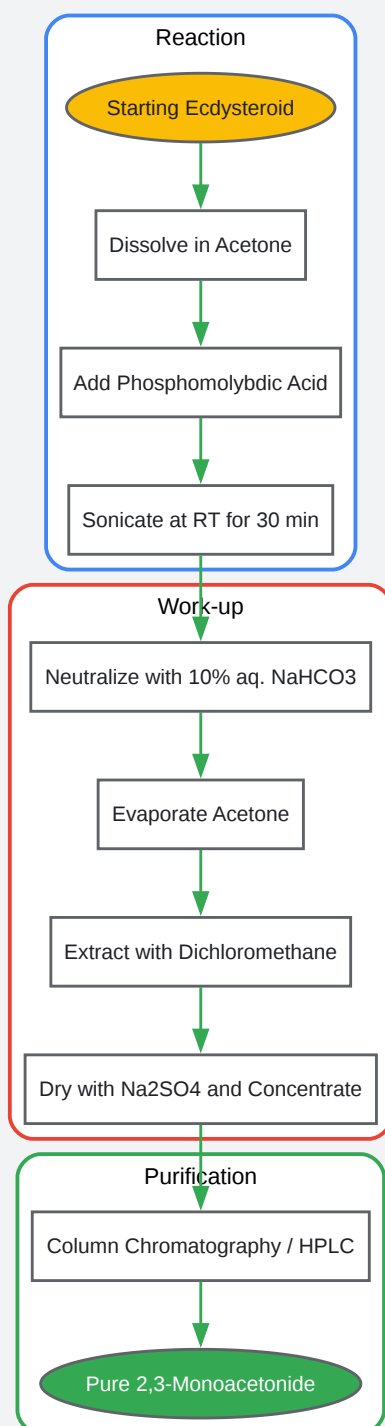 Reaction
Starting Ecdysteroid
Dissolve in Acetone
Add Phosphomolybdic Acid
Sonicate at RT for 30 min
Work-up
Neutralize with 10% aq. NaHCO3
Evaporate Acetone
Extract with Dichloromethane
Dry with Na2SO4 and Concentrate
Purification
Column Chromatography / HPLC
Pure 2,3-Monoacetonide